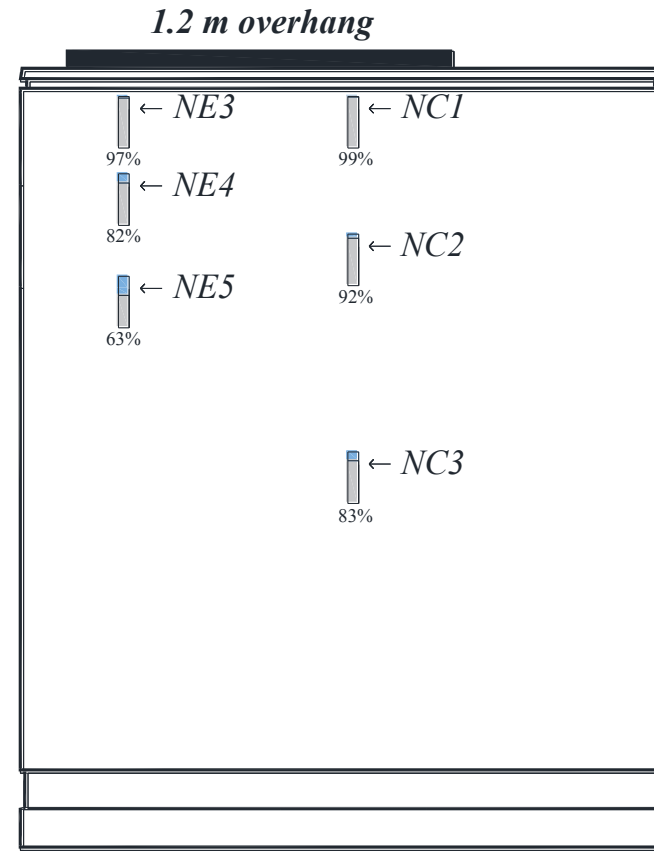 1.2 m overhang
← NE3
← NC1
97%
99%
← NE4
82%
← NC2
← NE5
92%
63%
← NC3
83%